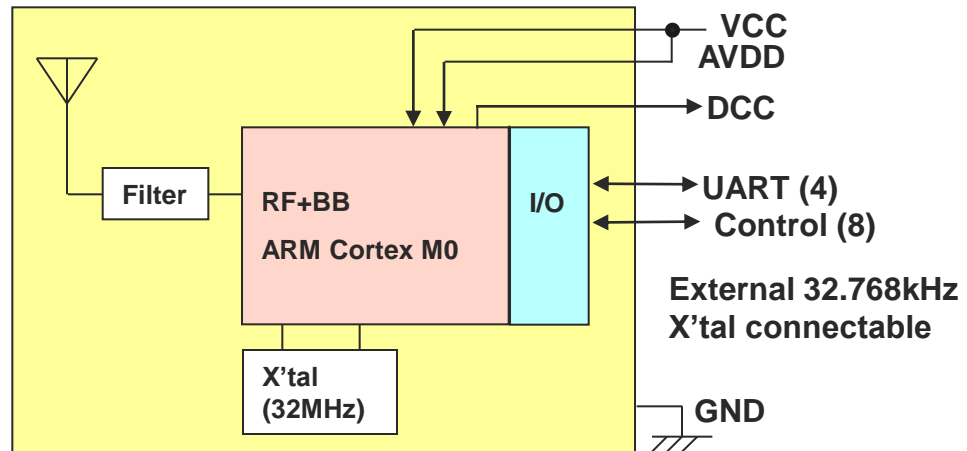 VCC
AVDD
DCC
Filter
RF+BB
ARM Cortex M0
I/O
UART (4)
Control (8)
External 32.768kHz
X'tal connectable
X’tal
(32MHz)
GND